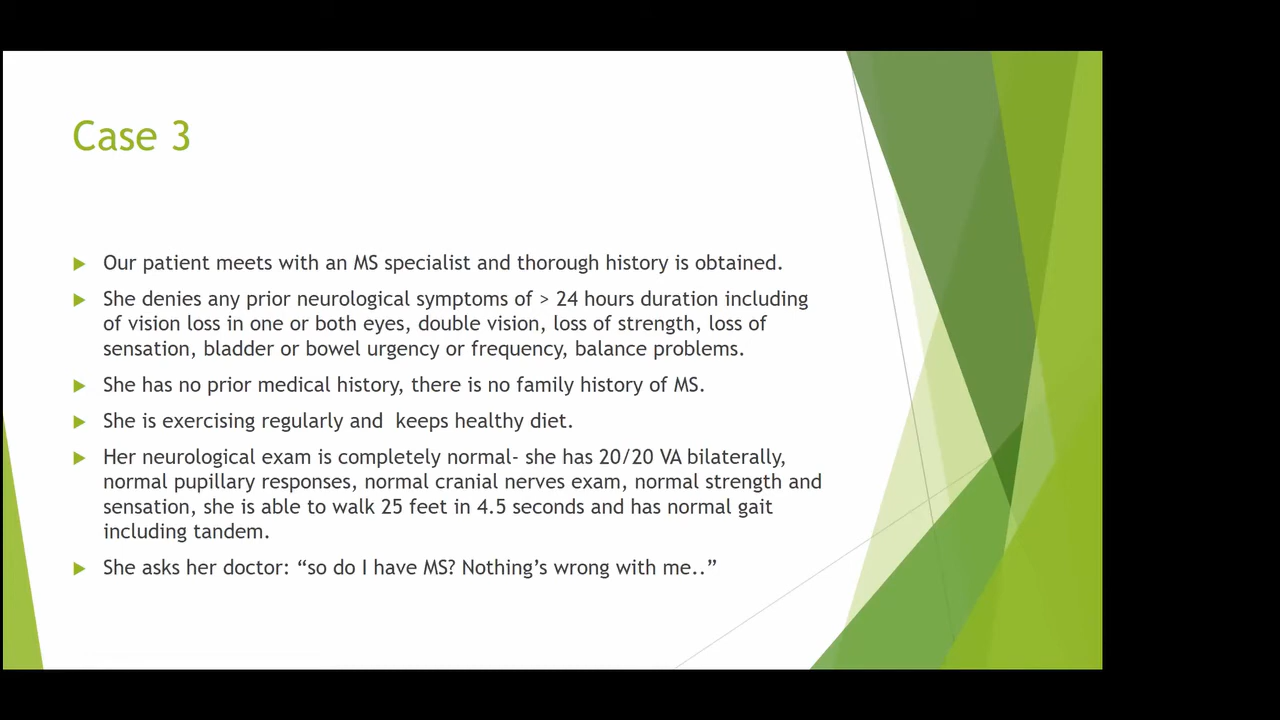 Case 3
Our patient meets with an MS specialist and thorough history is obtained.
She denies any prior neurological symptoms of > 24 hours duration including
of vision loss in one or both eyes, double vision, loss of strength, loss of
sensation, bladder or bowel urgency or frequency, balance problems.
She has no prior medical history, there is no family history of MS.
She is exercising regularly and  keeps healthy diet.
Her neurological exam is completely normal- she has 20/20 VA bilaterally,
normal pupillary responses, normal cranial nerves exam, normal strength and
sensation, she is able to walk 25 feet in 4.5 seconds and has normal gait
including tandem.
She asks her doctor: “so do I have MS? Nothing’s wrong with me..”